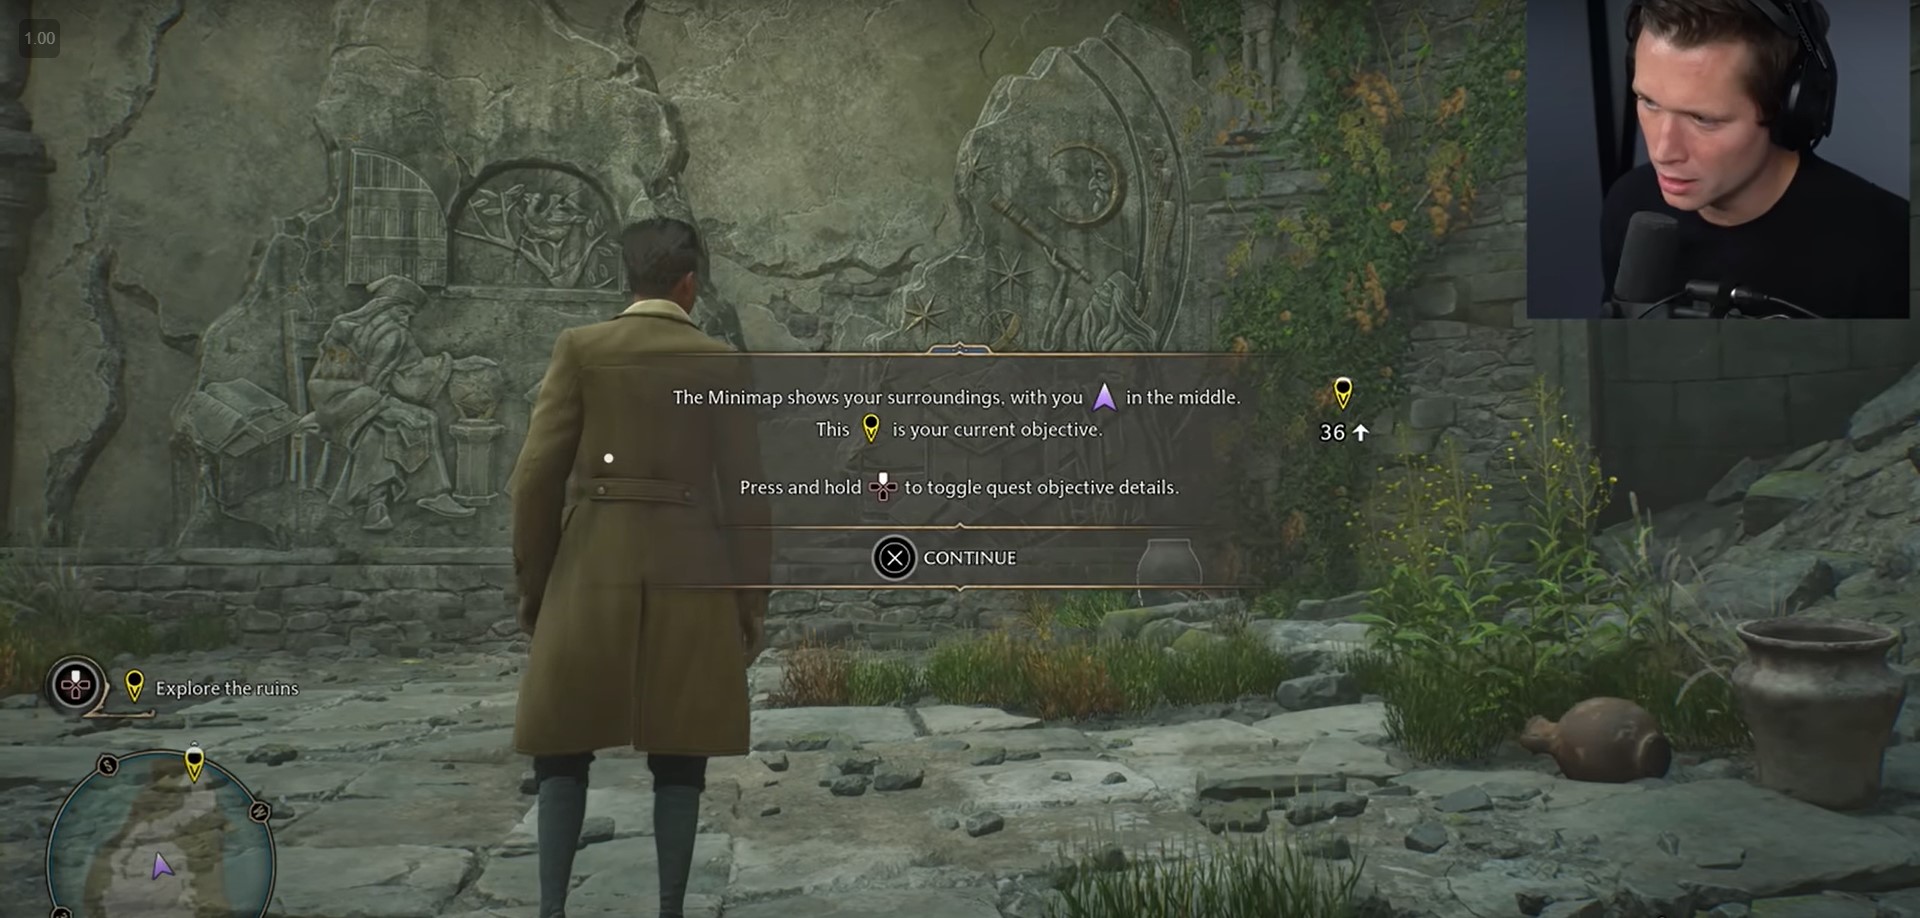 1.00
The Minimap shows your surroundings, with you in the middle.
This is your current objective.
36
Press and hold to toggle quest objective details.
CONTINUE
Explore the ruins
S
W